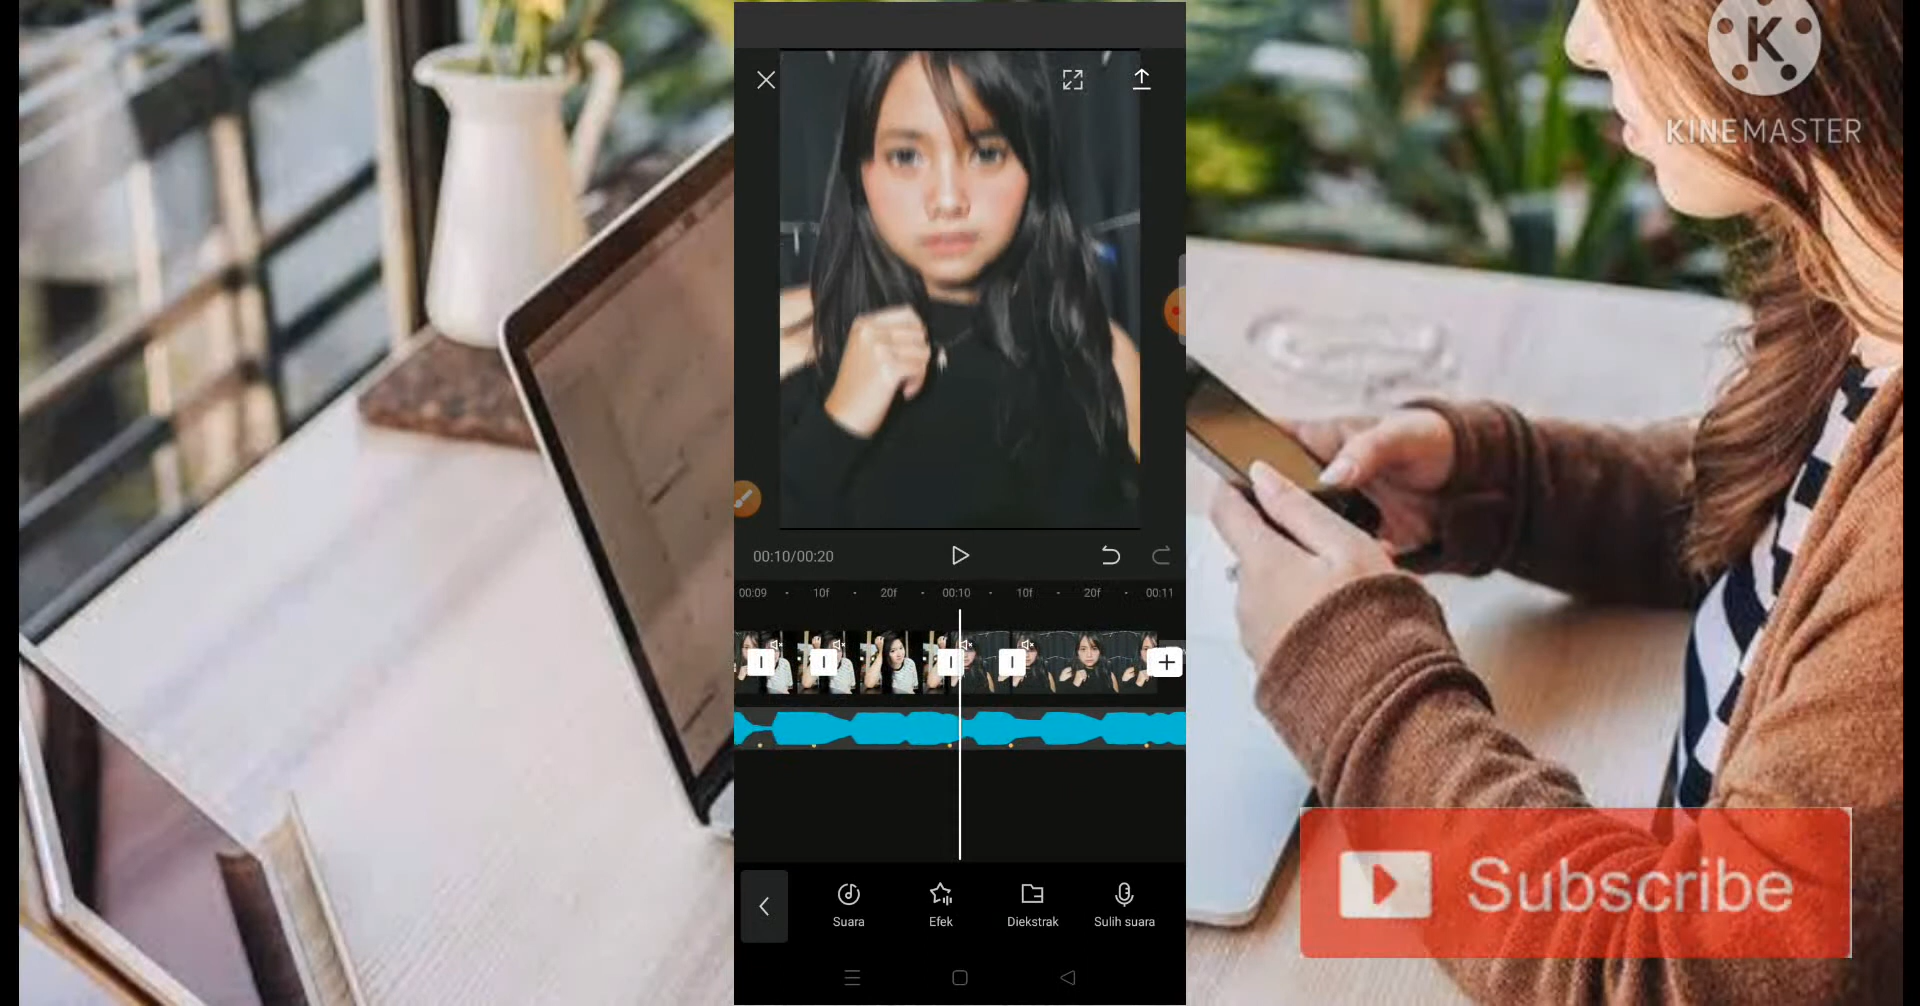 K
KINEMASTER
00:10/00:20
00:09 10f 20f 00:10 10f 20f 00:11
Suara Efek Diekstrak Sulih suara
Subscribe